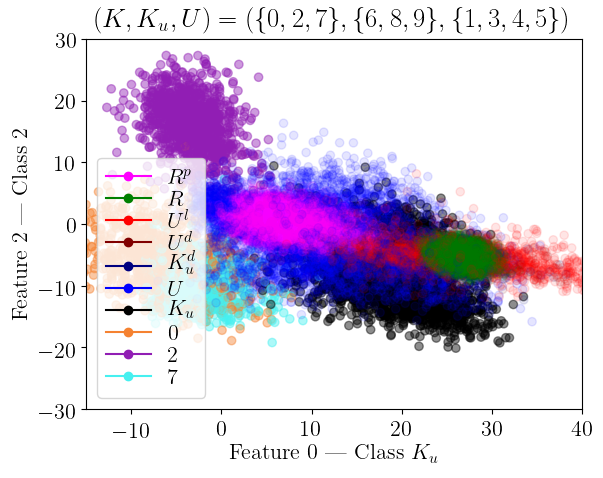 (K, K_u, U) = ({0, 2, 7}, {6, 8, 9}, {1, 3, 4, 5})
30
20
10
0
−10
−20
−30
Feature 2 — Class 2
R^p
R
U^l
U^d
K_u^d
U
K_u
0
2
7
−10 0 10 20 30 40
Feature 0 — Class K_u